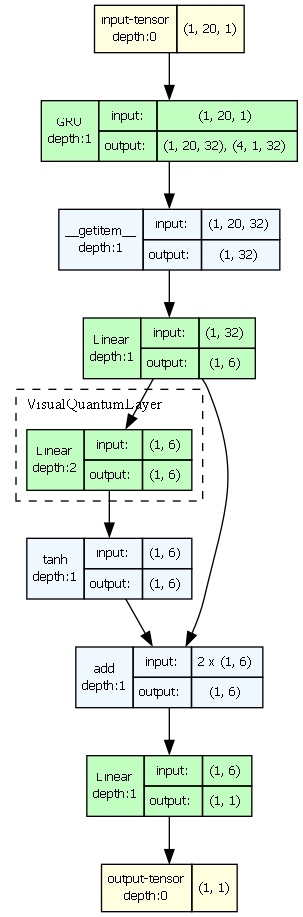 input-tensor
depth:0
(1, 20, 1)
GRU
depth:1
input:
(1, 20, 1)
output:
(1, 20, 32), (4, 1, 32)
__getitem__
depth:1
input:
(1, 20, 32)
output:
(1, 32)
Linear
depth:1
input:
(1, 32)
output:
(1, 6)
VisualQuantumLayer
Linear
depth:2
input:
(1, 6)
output:
(1, 6)
tanh
depth:1
input:
(1, 6)
output:
(1, 6)
add
depth:1
input:
2 x (1, 6)
output:
(1, 6)
Linear
depth:1
input:
(1, 6)
output:
(1, 1)
output-tensor
depth:0
(1, 1)